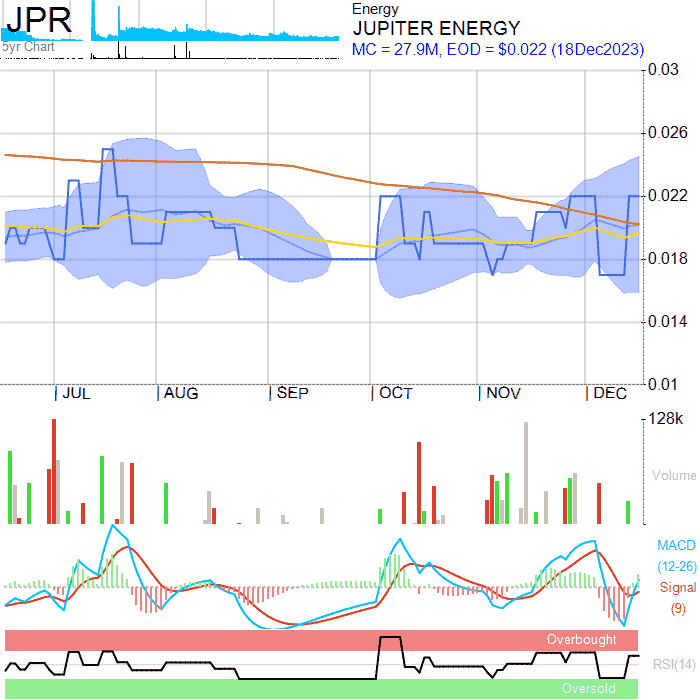 JPR
5yr Chart
Energy
JUPITER ENERGY
MC = 27.9M, EOD = $0.022 (18Dec2023)
0.03
0.026
0.022
0.018
0.014
0.01
JUL
AUG
SEP
OCT
NOV
DEC
128k
Volume
MACD
(12-26)
Signal
(9)
Overbought
RSI(14)
Oversold